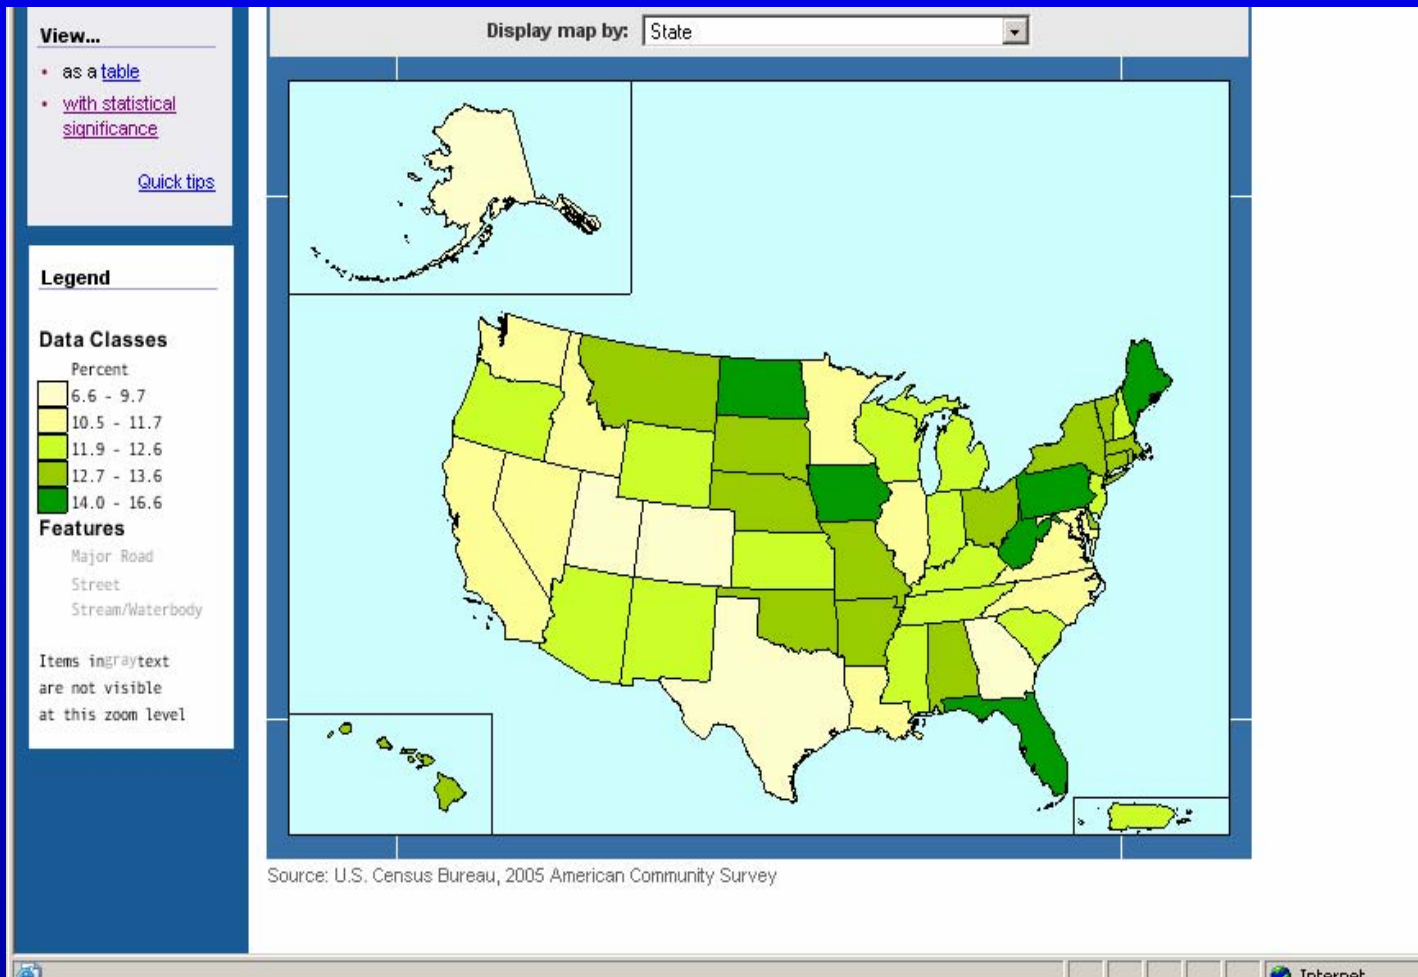 View...
• as a table
• with statistical
significance
Quick tips
Legend
Data Classes
Percent
6.6 - 9.7
10.5 - 11.7
11.9 - 12.6
12.7 - 13.6
14.0 - 16.6
Features
Major Road
Street
Stream/Waterbody
Items ingraytext
are not visible
at this zoom level
Display map by: State
Source: U.S. Census Bureau, 2005 American Community Survey
Internet